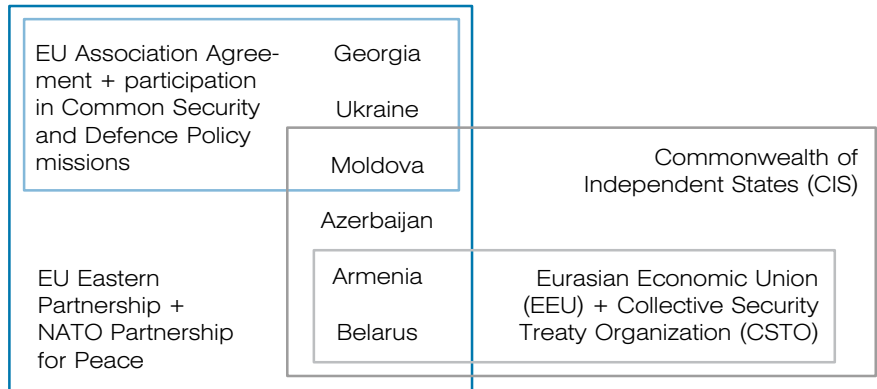 EU Association Agree-
ment + participation
in Common Security
and Defence Policy
missions
Georgia
Ukraine
Moldova
Azerbaijan
Armenia
Belarus
Commonwealth of
Independent States (CIS)
EU Eastern
Partnership +
NATO Partnership
for Peace
Eurasian Economic Union
(EEU) + Collective Security
Treaty Organization (CSTO)